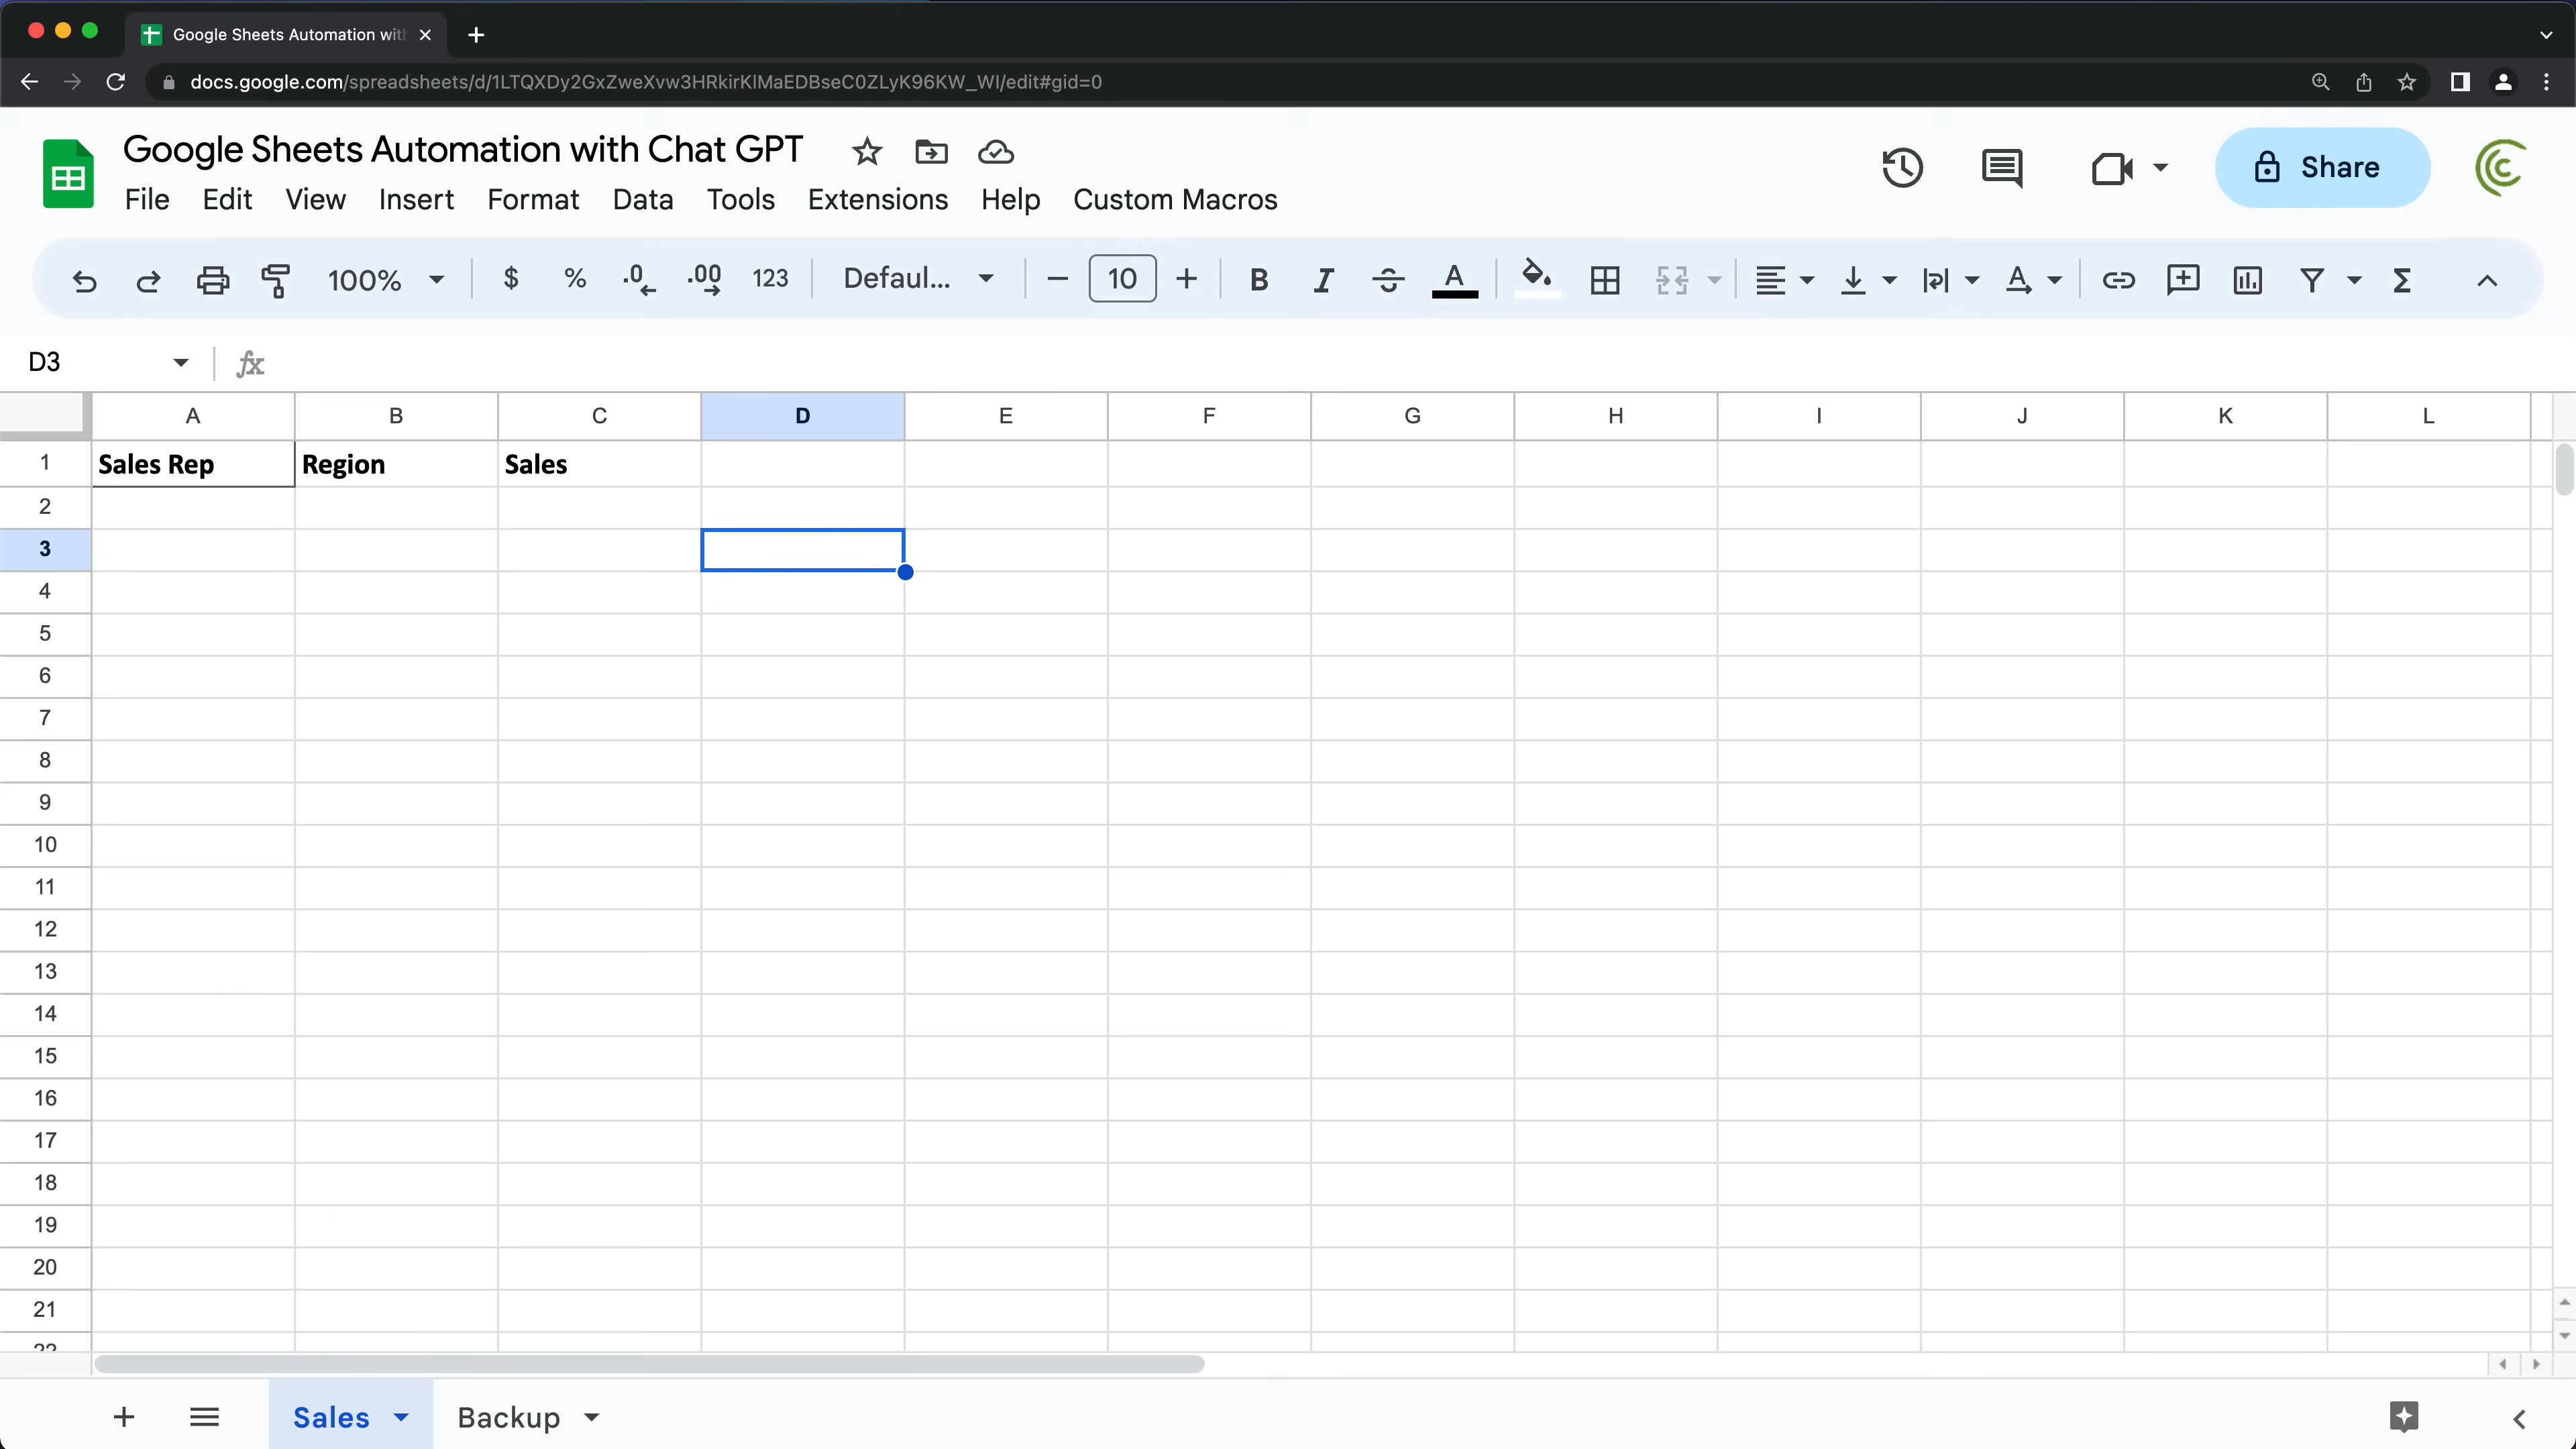 Google Sheets Automation wit
docs.google.com/spreadsheets/d/1LTQXDy2GxZweXvw3HRkirKlMaEDBseC0ZLyK96KW_WI/edit#gid=0
Google Sheets Automation with Chat GPT
File Edit View Insert Format Data Tools Extensions Help Custom Macros
Share
100% $ % .0 .00 123 Defaul... 10 B I S A
D3 fx
A B C D E F G H I J K L
1 Sales Rep Region Sales
2
3
4
5
6
7
8
9
10
11
12
13
14
15
16
17
18
19
20
21
22
Sales Backup